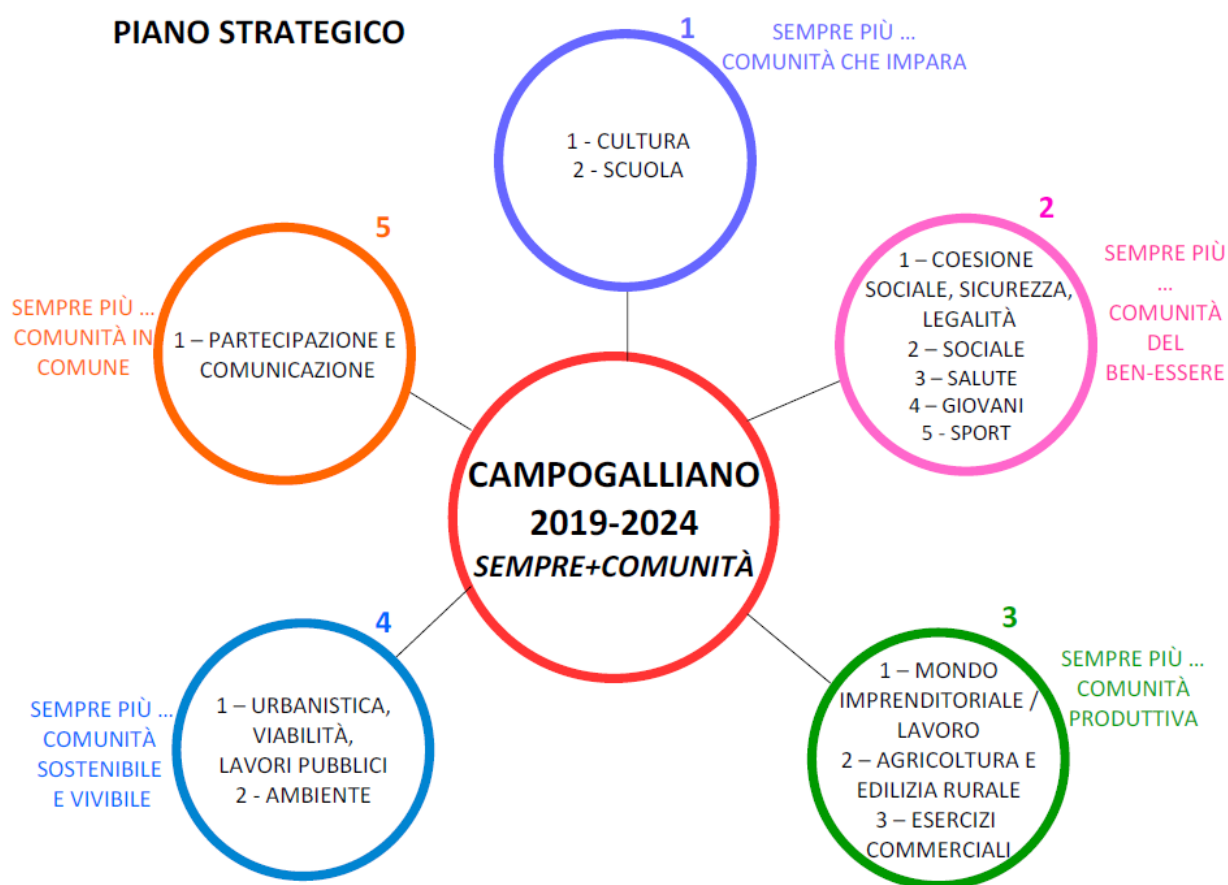 PIANO STRATEGICO
1
SEMPRE PIÙ ...
COMUNITÀ CHE IMPARA
1 - CULTURA
2 - SCUOLA
2
SEMPRE PIÙ
...
COMUNITÀ
DEL
BEN-ESSERE
1 – COESIONE
SOCIALE, SICUREZZA,
LEGALITÀ
2 – SOCIALE
3 – SALUTE
4 – GIOVANI
5 - SPORT
5
SEMPRE PIÙ ...
COMUNITÀ IN
COMUNE
1 – PARTECIPAZIONE E
COMUNICAZIONE
CAMPOGALLIANO
2019-2024
SEMPRE+COMUNITÀ
4
SEMPRE PIÙ ...
COMUNITÀ
SOSTENIBILE
E VIVIBILE
1 – URBANISTICA,
VIABILITÀ,
LAVORI PUBBLICI
2 - AMBIENTE
3
SEMPRE PIÙ ...
COMUNITÀ
PRODUTTIVA
1 – MONDO
IMPRENDITORIALE /
LAVORO
2 – AGRICOLTURA E
EDILIZIA RURALE
3 – ESERCIZI
COMMERCIALI